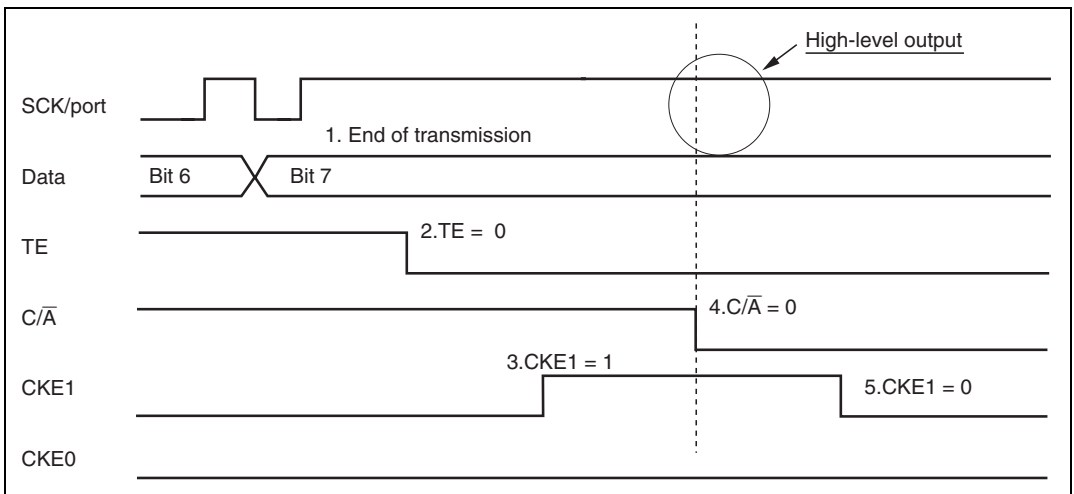 High-level output
SCK/port
1. End of transmission
Data
Bit 6
Bit 7
TE
2.TE = 0
C/A̅
4.C/A̅ = 0
3.CKE1 = 1
CKE1
5.CKE1 = 0
CKE0